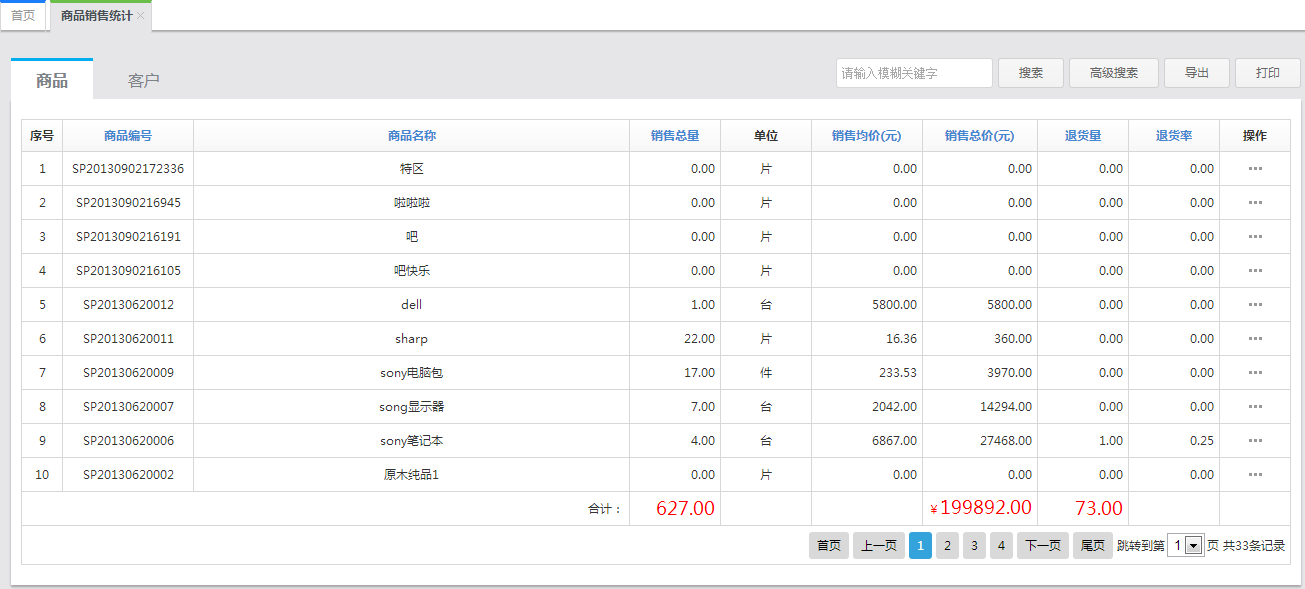 首页 商品销售统计
商品 客户 请输入模糊关键字 搜索 高级搜索 导出 打印
序号 商品编号 商品名称 销售总量 单位 销售均价(元) 销售总价(元) 退货量 退货率 操作
1 SP20130902172336 特区 0.00 片 0.00 0.00 0.00 0.00
2 SP2013090216945 啦啦啦 0.00 片 0.00 0.00 0.00 0.00
3 SP2013090216191 吧 0.00 片 0.00 0.00 0.00 0.00
4 SP2013090216105 吧快乐 0.00 片 0.00 0.00 0.00 0.00
5 SP20130620012 dell 1.00 台 5800.00 5800.00 0.00 0.00
6 SP20130620011 sharp 22.00 片 16.36 360.00 0.00 0.00
7 SP20130620009 sony电脑包 17.00 件 233.53 3970.00 0.00 0.00
8 SP20130620007 song显示器 7.00 台 2042.00 14294.00 0.00 0.00
9 SP20130620006 sony笔记本 4.00 台 6867.00 27468.00 1.00 0.25
10 SP20130620002 原木纯品1 0.00 片 0.00 0.00 0.00 0.00
合计： 627.00 ¥199892.00 73.00
首页 上一页 1 2 3 4 下一页 尾页 跳转到第 1 页 共33条记录